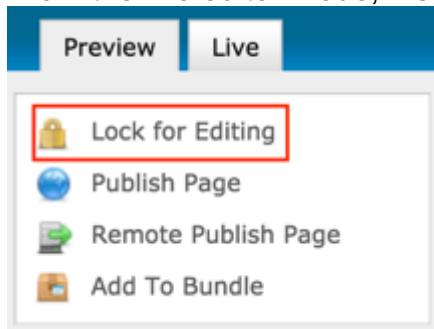 Preview Live
Lock for Editing
Publish Page
Remote Publish Page
Add To Bundle